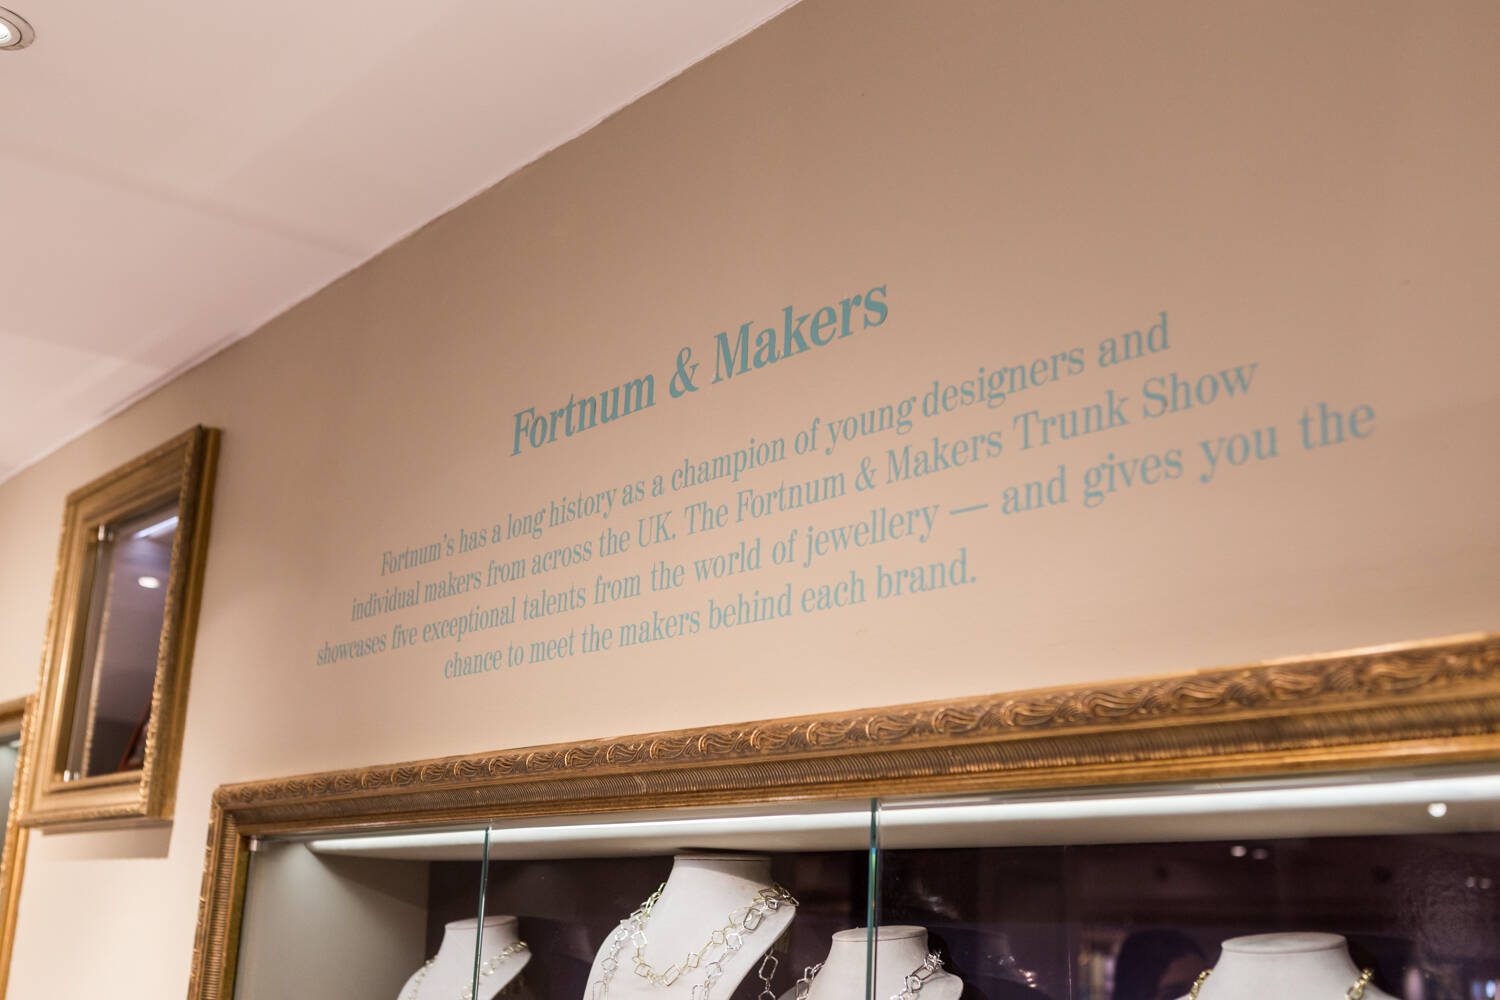 Fortnum & Makers
Fortnum's has a long history as a champion of young designers and
individual makers from across the UK. The Fortnum & Makers Trunk Show
showcases five exceptional talents from the world of jewellery — and gives you the
chance to meet the makers behind each brand.